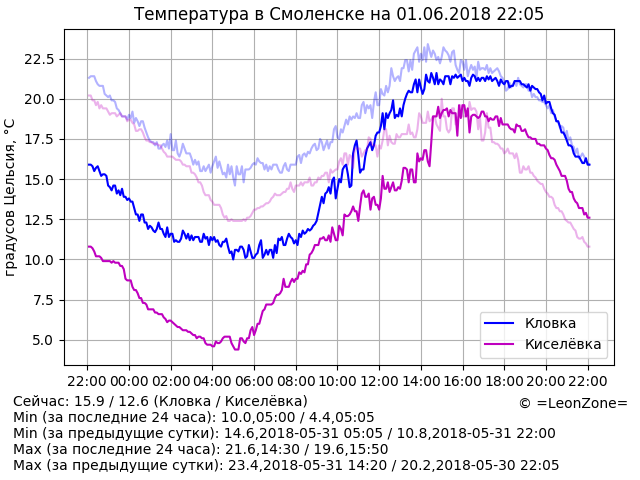 Температура в Смоленске на 01.06.2018 22:05
градусов Цельсия, °C
22.5
20.0
17.5
15.0
12.5
10.0
7.5
5.0
Кловка
Киселёвка
22:00 00:00 02:00 04:00 06:00 08:00 10:00 12:00 14:00 16:00 18:00 20:00 22:00
Сейчас: 15.9 / 12.6 (Кловка / Киселёвка)
© =LeonZone=
Min (за последние 24 часа): 10.0,05:00 / 4.4,05:05
Min (за предыдущие сутки): 14.6,2018-05-31 05:05 / 10.8,2018-05-31 22:00
Max (за последние 24 часа): 21.6,14:30 / 19.6,15:50
Max (за предыдущие сутки): 23.4,2018-05-31 14:20 / 20.2,2018-05-30 22:05